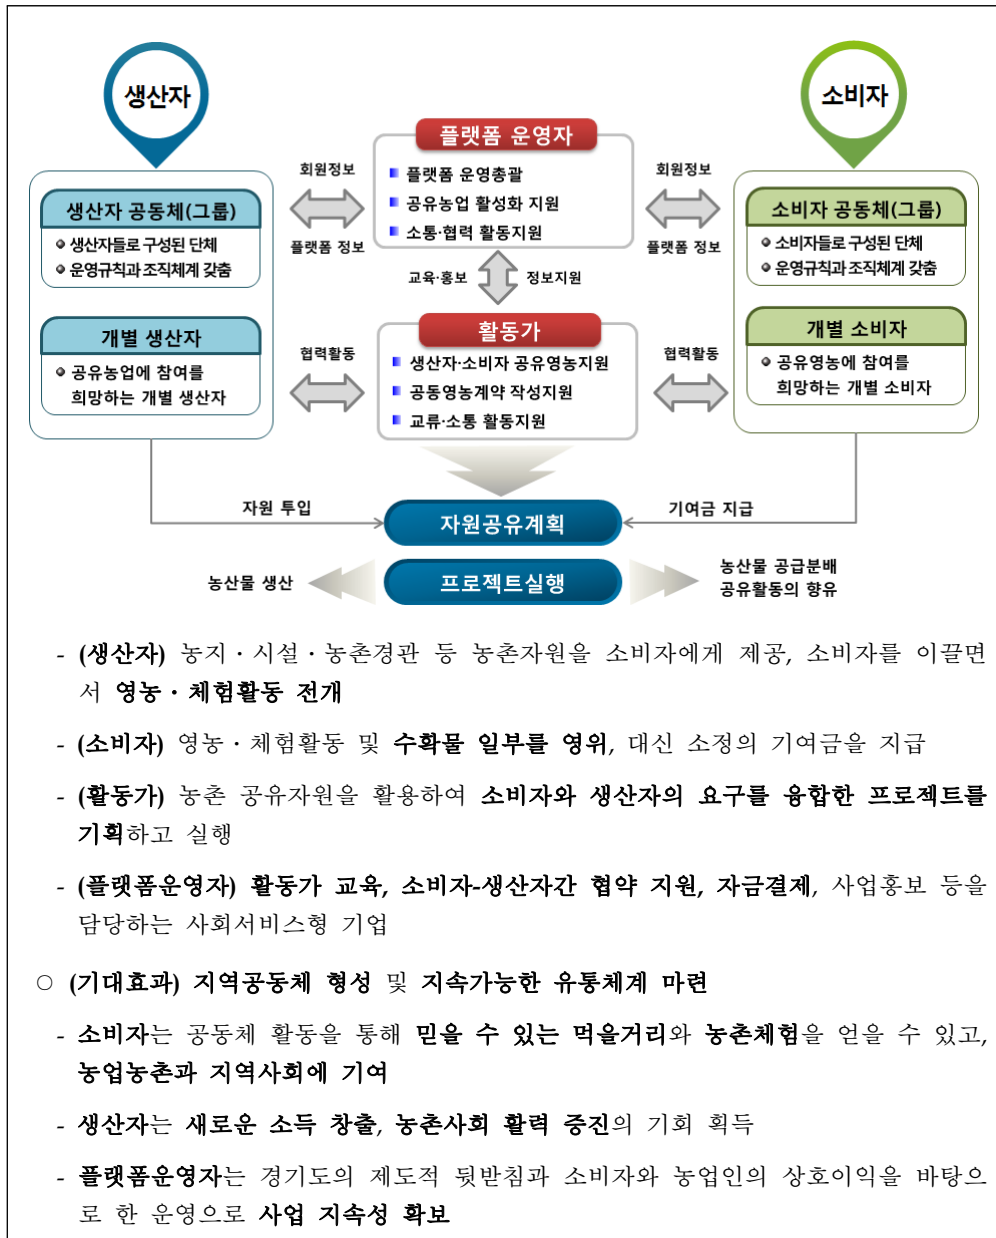 생산자
소비자
플랫폼 운영자
플랫폼 운영총괄
공유농업 활성화 지원
소통·협력 활동지원
회원정보
플랫폼 정보
회원정보
플랫폼 정보
생산자 공동체(그룹)
생산자들로 구성된 단체
운영규칙과 조직체계 갖춤
소비자 공동체(그룹)
소비자들로 구성된 단체
운영규칙과 조직체계 갖춤
교육·홍보
정보지원
개별 생산자
공유농업에 참여를
희망하는 개별 생산자
협력활동
활동가
생산자·소비자 공유영농지원
공동영농계약 작성지원
교류·소통 활동지원
협력활동
개별 소비자
공유영농에 참여를
희망하는 개별 소비자
자원 투입
자원공유계획
기여금 지급
농산물 생산
프로젝트실행
농산물 공급분배
공유활동의 향유
- (생산자) 농지·시설·농촌경관 등 농촌자원을 소비자에게 제공, 소비자를 이끌면
서 영농·체험활동 전개
- (소비자) 영농·체험활동 및 수확물 일부를 영위, 대신 소정의 기여금을 지급
- (활동가) 농촌 공유자원을 활용하여 소비자와 생산자의 요구를 융합한 프로젝트를
기획하고 실행
- (플랫폼운영자) 활동가 교육, 소비자-생산자간 협약 지원, 자금결제, 사업홍보 등을
담당하는 사회서비스형 기업
○ (기대효과) 지역공동체 형성 및 지속가능한 유통체계 마련
- 소비자는 공동체 활동을 통해 믿을 수 있는 먹을거리와 농촌체험을 얻을 수 있고,
농업농촌과 지역사회에 기여
- 생산자는 새로운 소득 창출, 농촌사회 활력 증진의 기회 획득
- 플랫폼운영자는 경기도의 제도적 뒷받침과 소비자와 농업인의 상호이익을 바탕으
로 한 운영으로 사업 지속성 확보